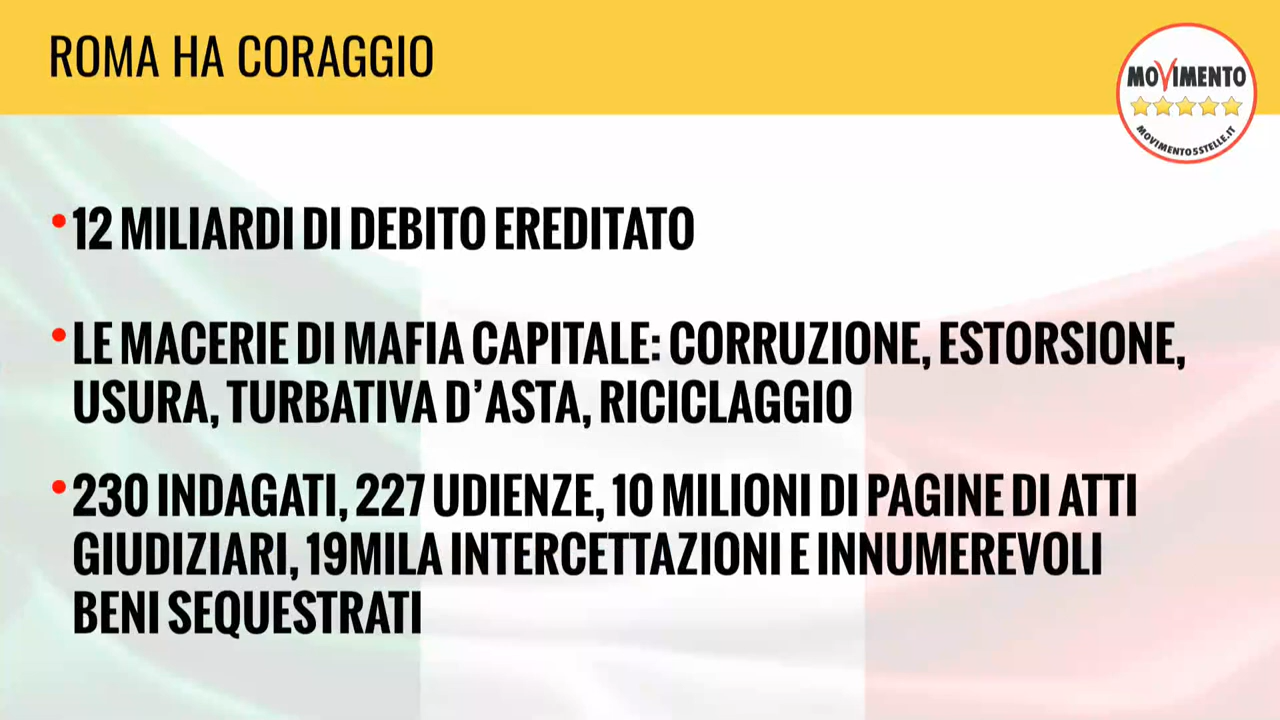 ROMA HA CORAGGIO
MOVIMENTO
MOVIMENTO5STELLE.IT
•12 MILIARDI DI DEBITO EREDITATO
•LE MACERIE DI MAFIA CAPITALE: CORRUZIONE, ESTORSIONE,
USURA, TURBATIVA D'ASTA, RICICLAGGIO
•230 INDAGATI, 227 UDIENZE, 10 MILIONI DI PAGINE DI ATTI
GIUDIZIARI, 19MILA INTERCETTAZIONI E INNUMEREVOLI
BENI SEQUESTRATI